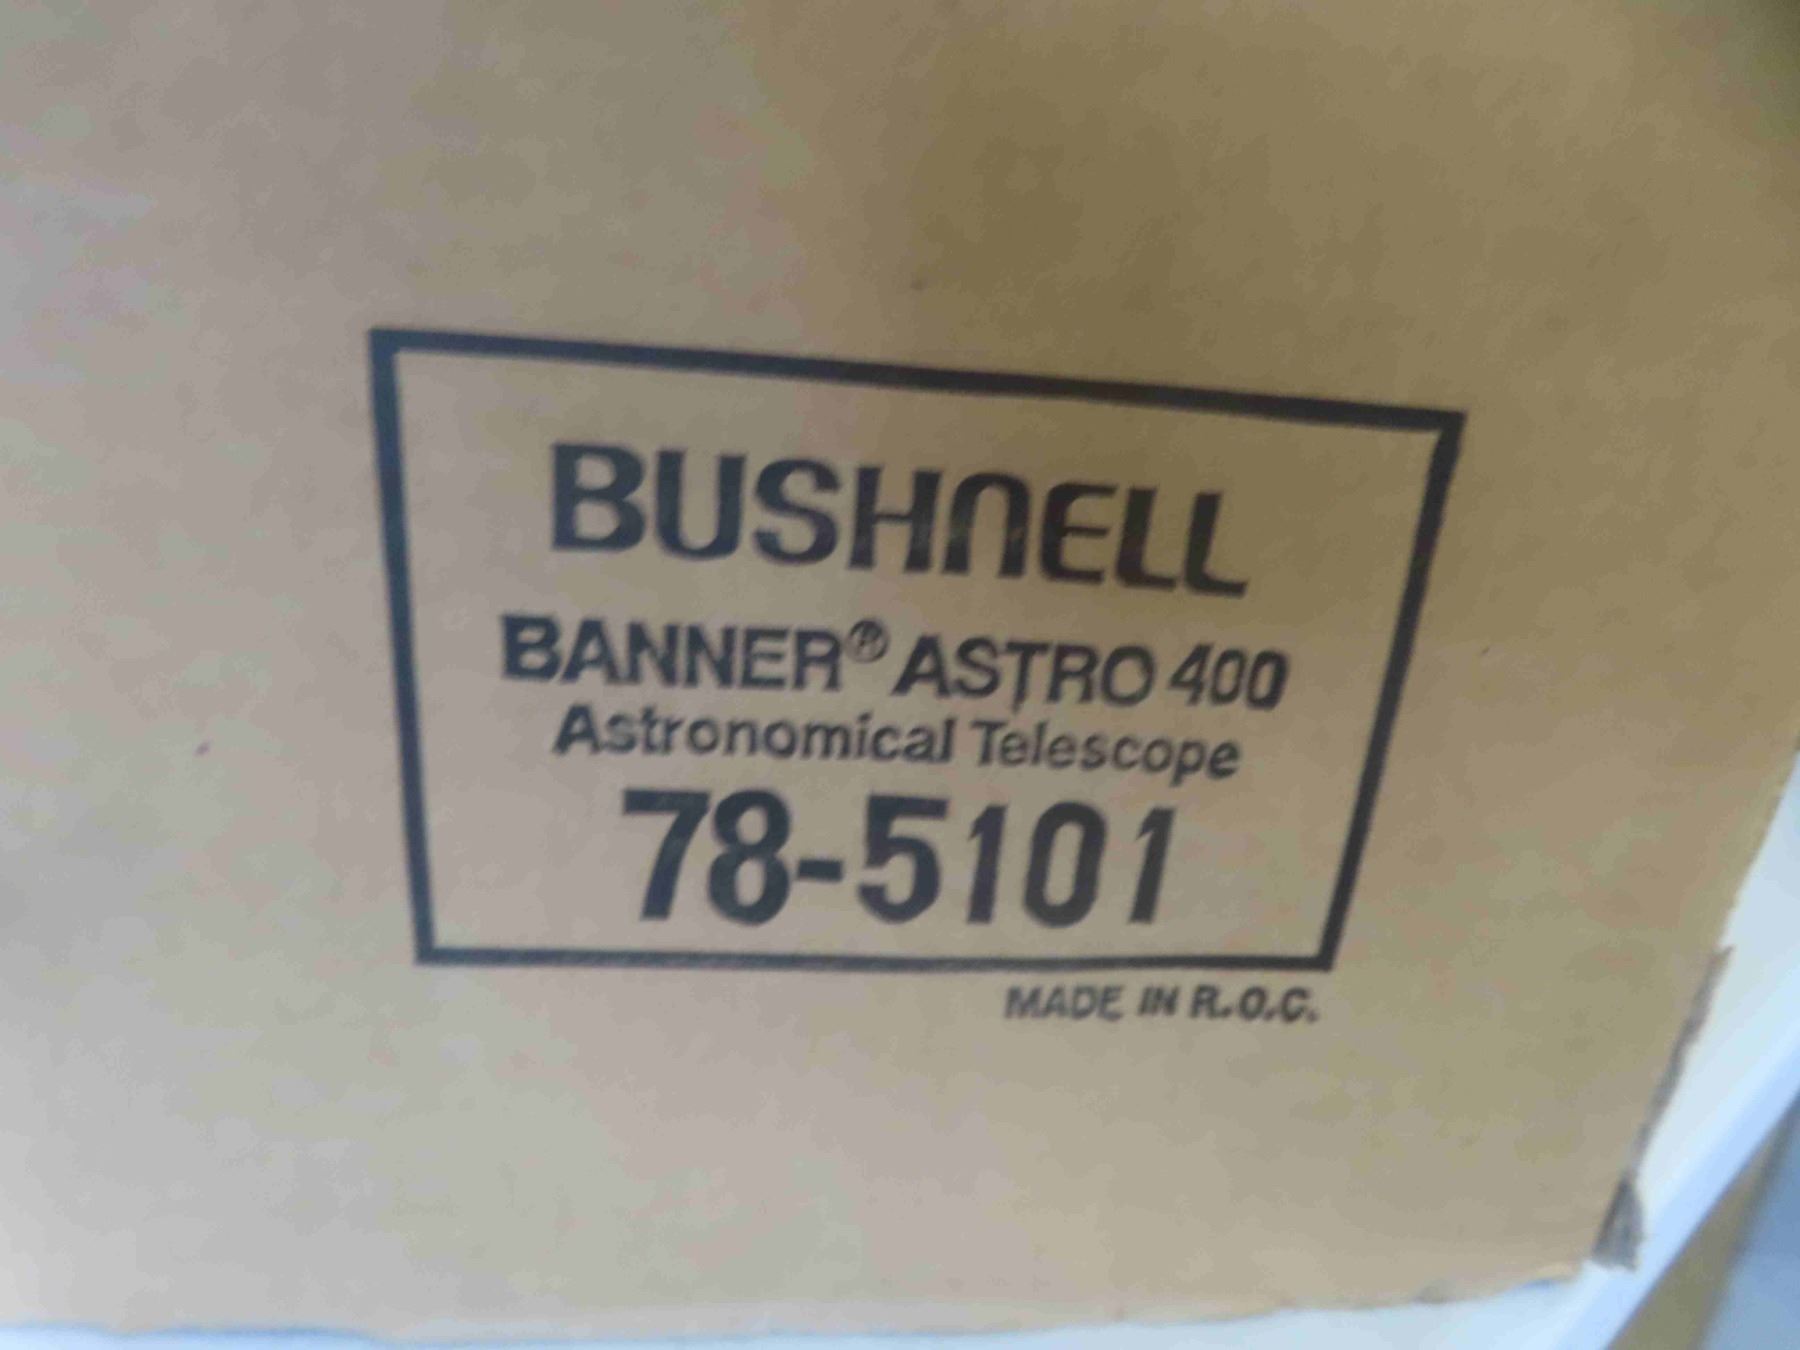 BUSHNELL
BANNER® ASTRO 400
Astronomical Telescope
78-5101
MADE IN R.O.C.